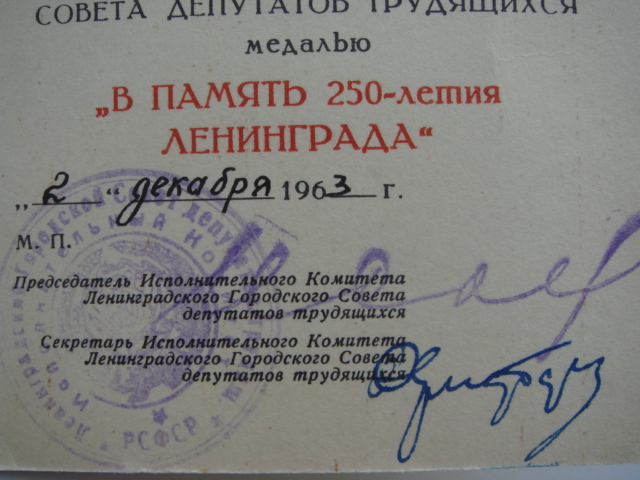 СОВЕТА ДЕПУТАТОВ ТРУДЯЩИХСЯ
медалью
„В ПАМЯТЬ 250-летия
ЛЕНИНГРАДА“
„2“ декабря 1963 г.
М. П.
Председатель Исполнительного Комитета
Ленинградского Городского Совета
депутатов трудящихся
Секретарь Исполнительного Комитета
Ленинградского Городского Совета
депутатов трудящихся
РСФСР